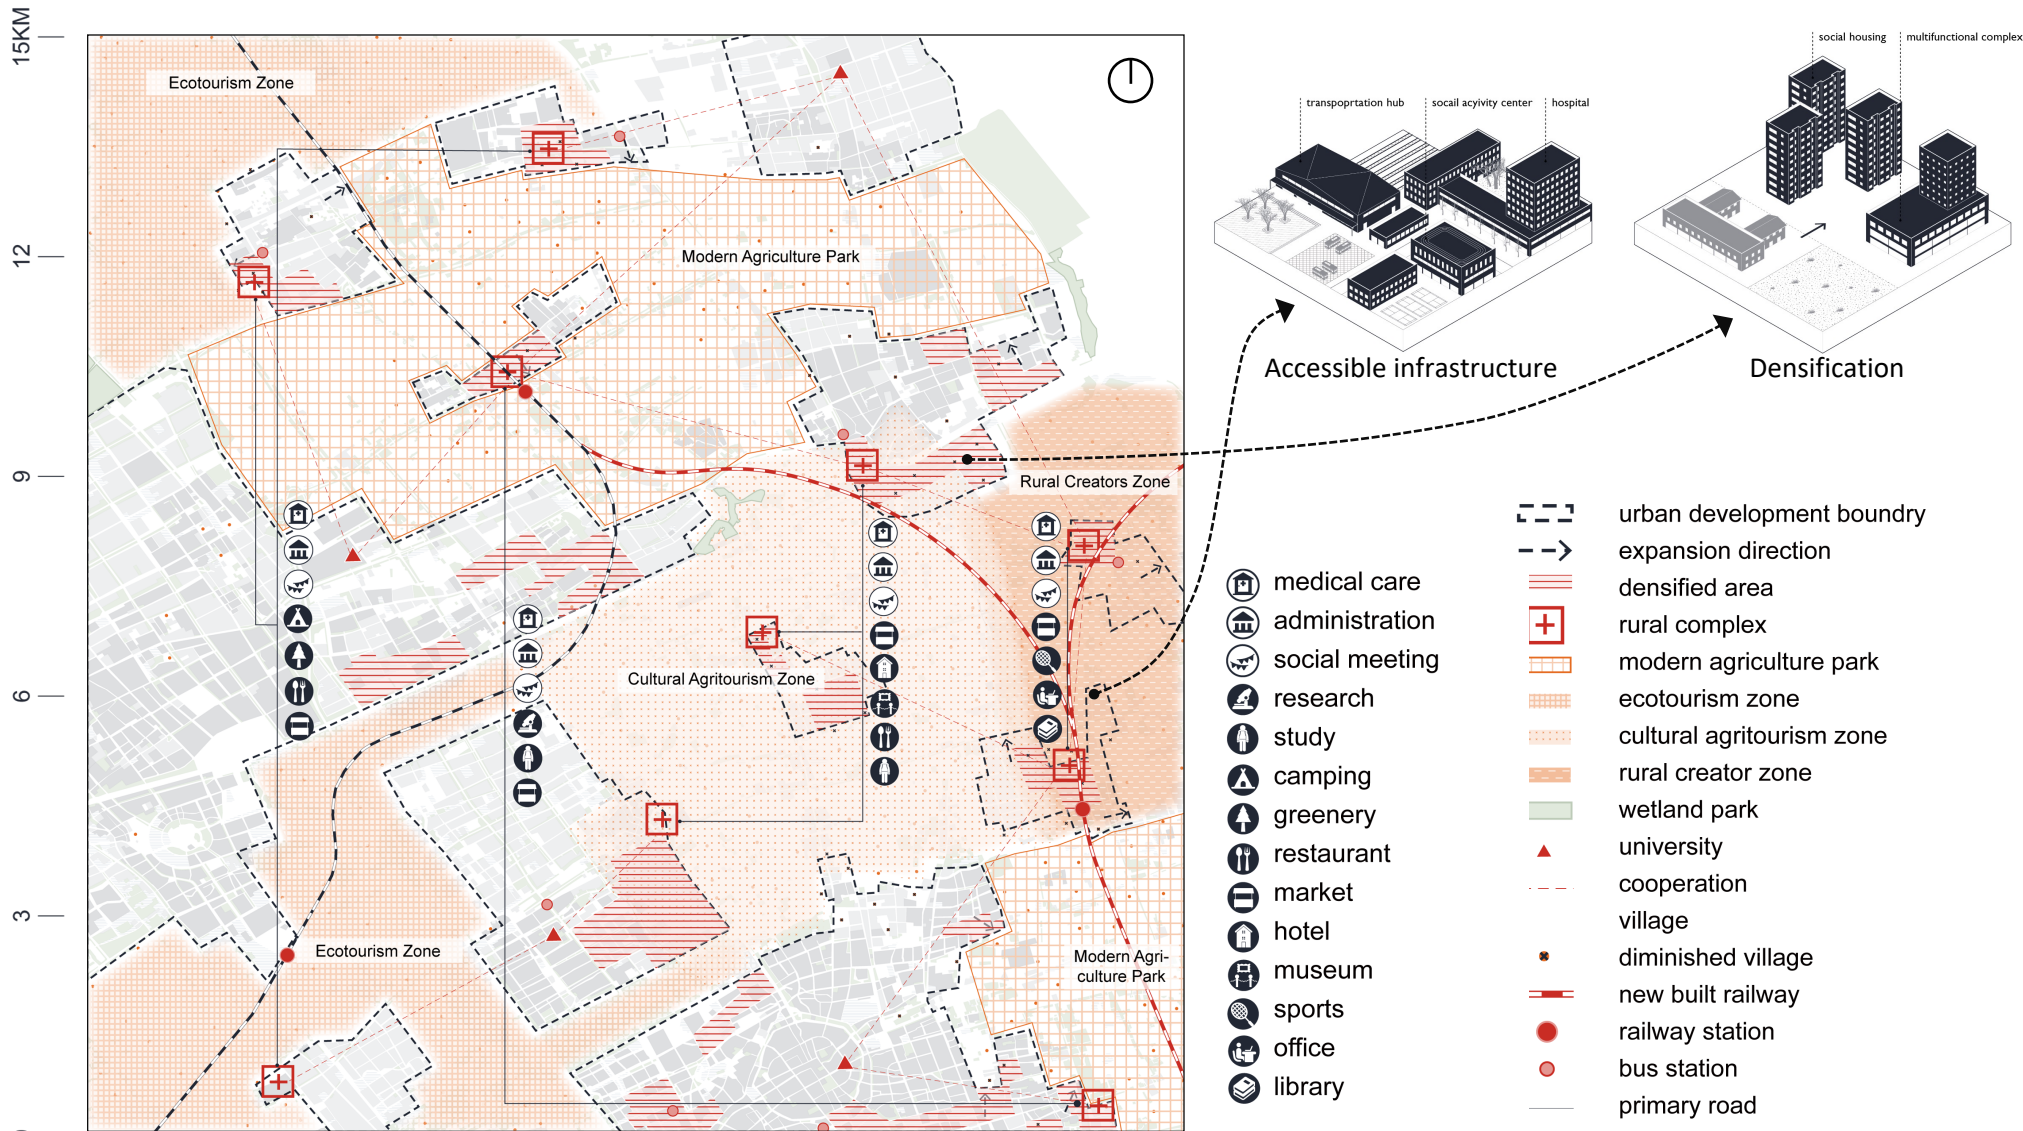 15KM
12
9
6
3
Ecotourism Zone
Modern Agriculture Park
Rural Creators Zone
Cultural Agritourism Zone
Ecotourism Zone
Modern Agri-
culture Park
transpoprtation hub
socail acyivity center
hospital
Accessible infrastructure
social housing
multifunctional complex
Densification
medical care
administration
social meeting
research
study
camping
greenery
restaurant
market
hotel
museum
sports
office
library
urban development boundry
expansion direction
densified area
rural complex
modern agriculture park
ecotourism zone
cultural agritourism zone
rural creator zone
wetland park
university
cooperation
village
diminished village
new built railway
railway station
bus station
primary road